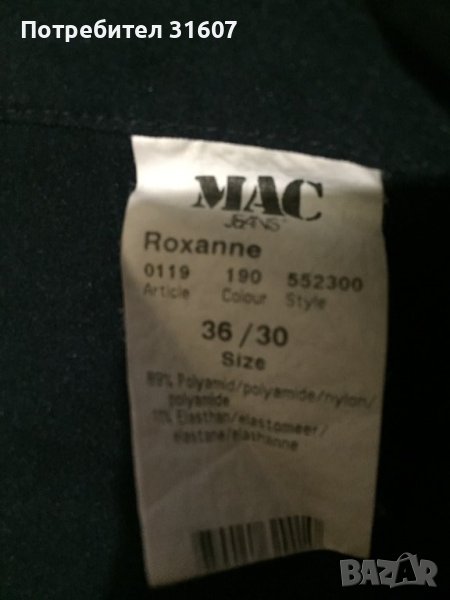 Потребител 31607
MAC
JEANS
Roxanne
0119 190 552300
Article Colour Style
36/30
Size
89% Polyamid/polyamide/nylon/
polyamide
11% Elasthan/elastomeer/
elastane/elasthanne
BAZAR